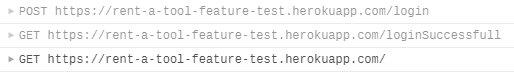 POST https://rent-a-tool-feature-test.herokuapp.com/login
GET https://rent-a-tool-feature-test.herokuapp.com/loginSuccessfull
GET https://rent-a-tool-feature-test.herokuapp.com/